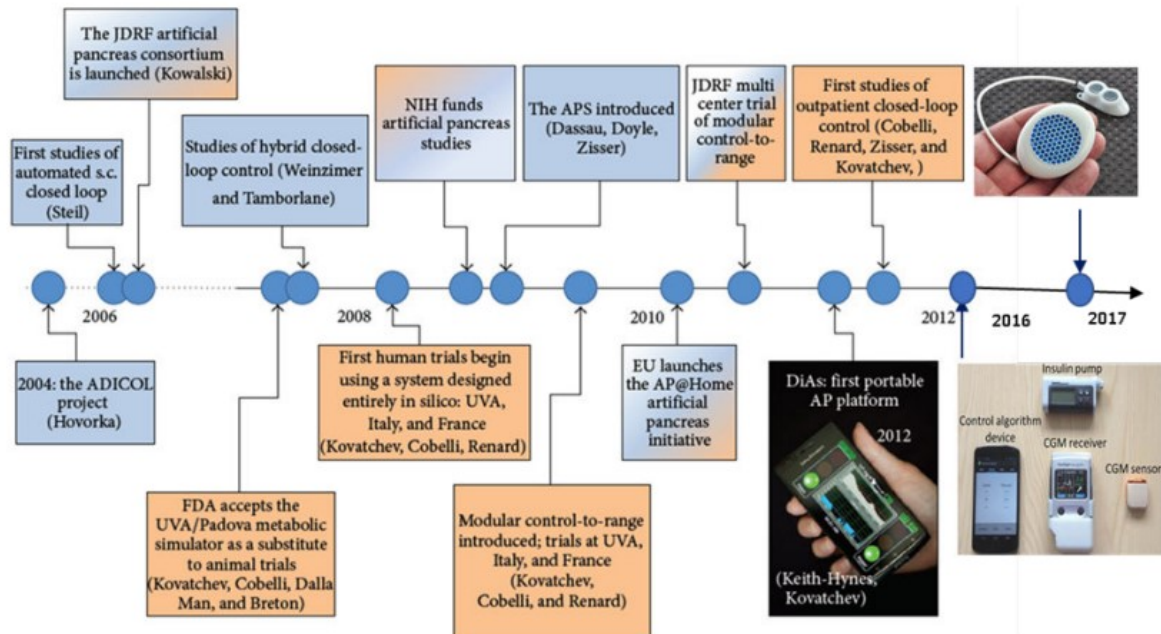 The JDRF artificial
pancreas consortium
is launched (Kowalski)
First studies of
automated s.c.
closed loop
(Steil)
Studies of hybrid closed-
loop control (Weinzimer
and Tamborlane)
NIH funds
artificial pancreas
studies
The APS introduced
(Dassau, Doyle,
Zisser)
JDRF multi
center trial
of modular
control-to-
range
First studies of
outpatient closed-loop
control (Cobelli,
Renard, Zisser, and
Kovatchev, )
2006
2008
2010
2012
2016
2017
2004: the ADICOL
project
(Hovorka)
FDA accepts the
UVA/Padova metabolic
simulator as a substitute
to animal trials
(Kovatchev, Cobelli, Dalla
Man, and Breton)
First human trials begin
using a system designed
entirely in silico: UVA,
Italy, and France
(Kovatchev, Cobelli, Renard)
Modular control-to-range
introduced; trials at UVA,
Italy, and France
(Kovatchev,
Cobelli, and Renard)
EU launches
the AP@Home
artificial
pancreas
initiative
DiAs: first portable
AP platform
2012
(Keith-Hynes,
Kovatchev)
Insulin pump
Control algorithm
device
CGM receiver
CGM sensor